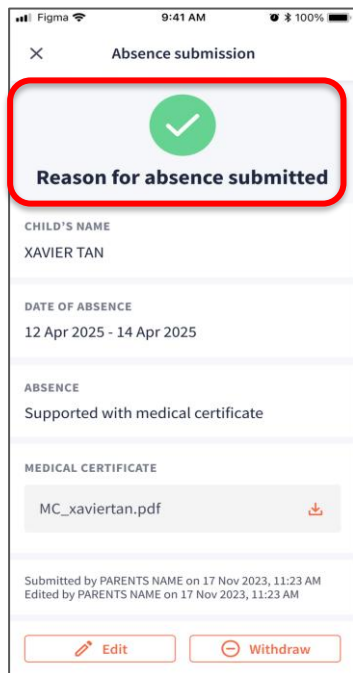 Figma 9:41 AM 100%
Absence submission
Reason for absence submitted
CHILD'S NAME
XAVIER TAN
DATE OF ABSENCE
12 Apr 2025 - 14 Apr 2025
ABSENCE
Supported with medical certificate
MEDICAL CERTIFICATE
MC_xaviertan.pdf
Submitted by PARENTS NAME on 17 Nov 2023, 11:23 AM
Edited by PARENTS NAME on 17 Nov 2023, 11:23 AM
Edit Withdraw